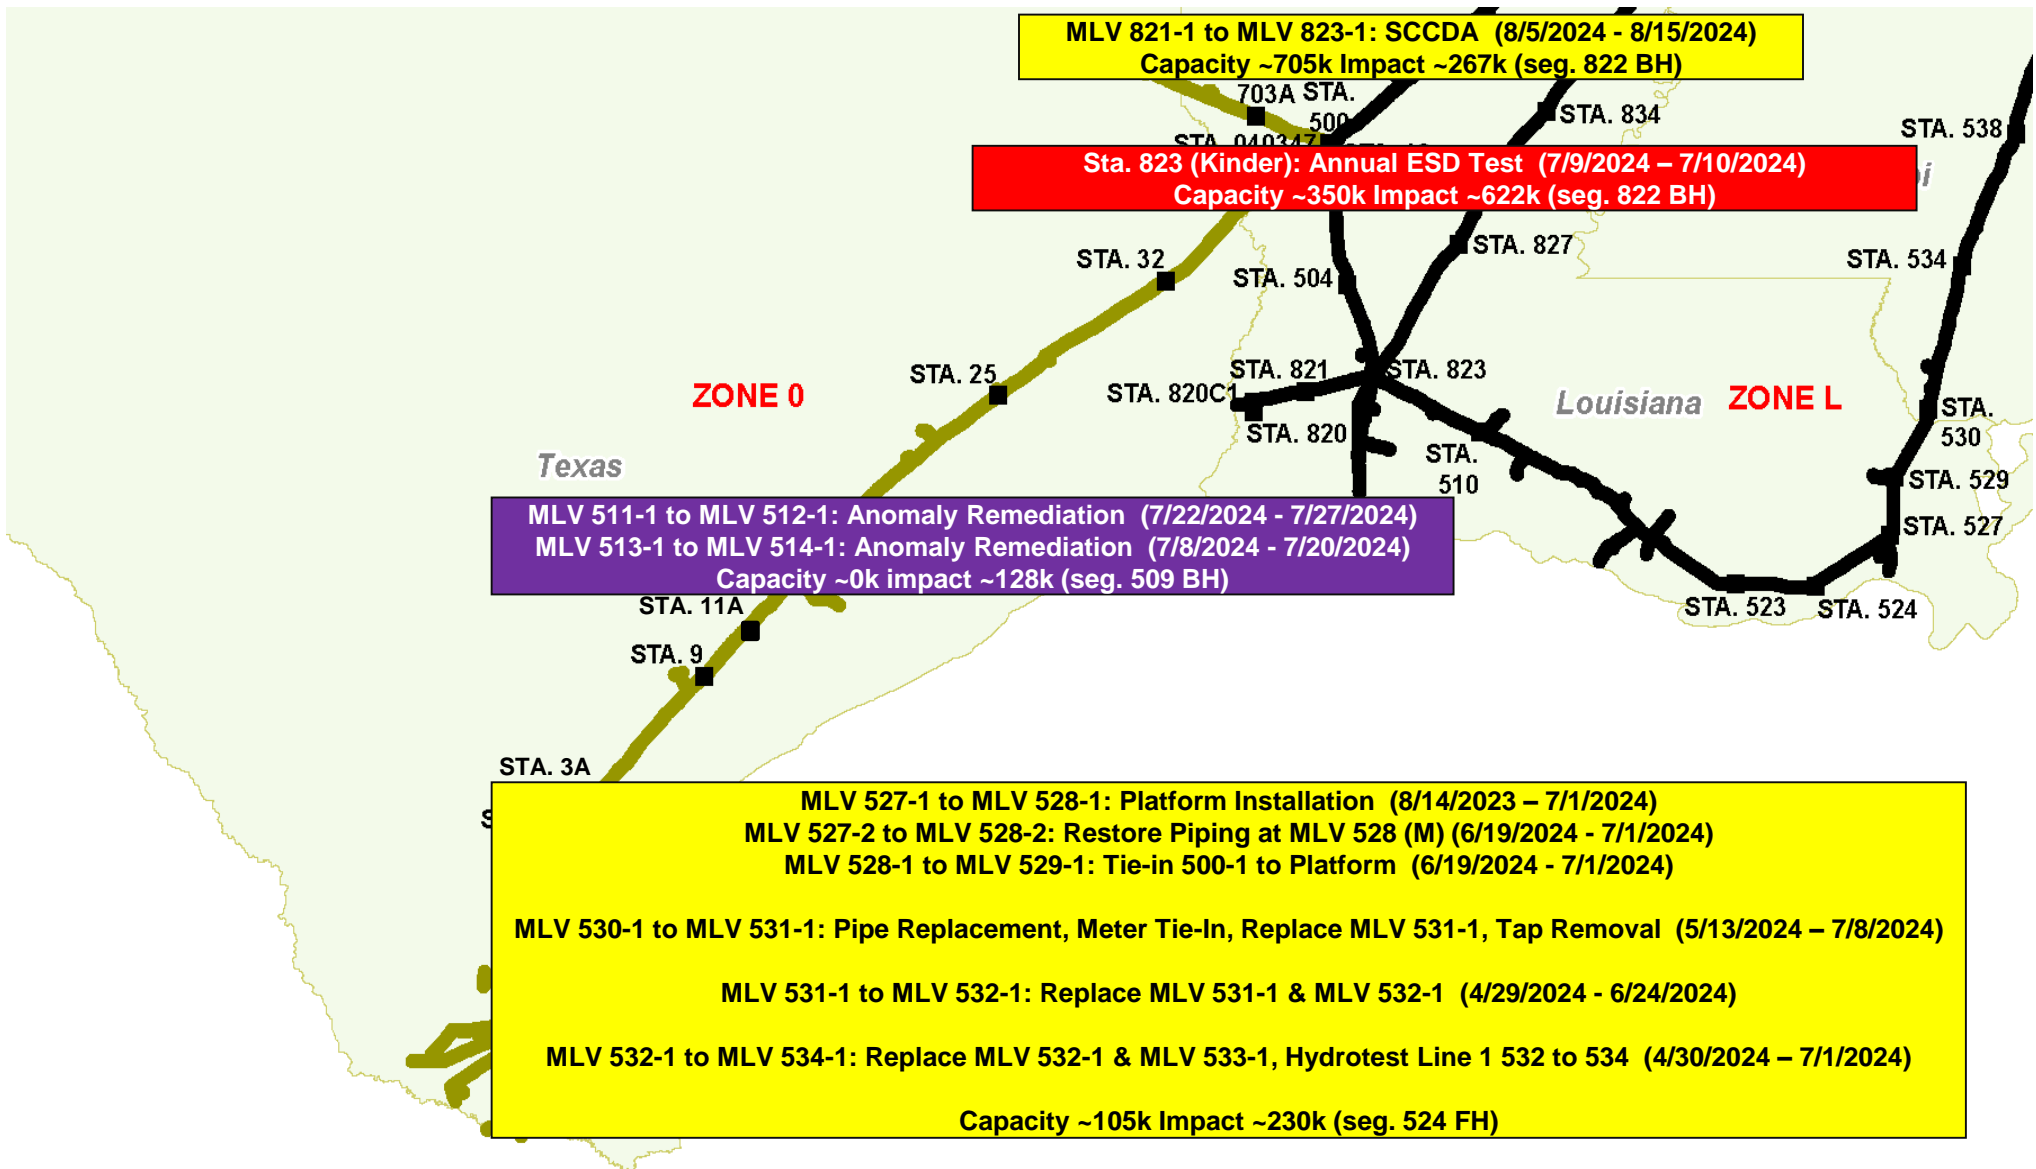 MLV 821-1 to MLV 823-1: SCCDA (8/5/2024 - 8/15/2024)
Capacity ~705k Impact ~267k (seg. 822 BH)
703A STA.
500
STA. 834
STA. 538
STA. 040347
Sta. 823 (Kinder): Annual ESD Test (7/9/2024 – 7/10/2024)
Capacity ~350k Impact ~622k (seg. 822 BH)
STA. 827
STA. 32
STA. 504
STA. 534
STA. 25
STA. 821
STA. 823
STA. 820C1
ZONE 0
Louisiana
ZONE L
STA.
530
STA. 820
STA.
510
Texas
STA. 529
MLV 511-1 to MLV 512-1: Anomaly Remediation (7/22/2024 - 7/27/2024)
MLV 513-1 to MLV 514-1: Anomaly Remediation (7/8/2024 - 7/20/2024)
Capacity ~0k impact ~128k (seg. 509 BH)
STA. 527
STA. 11A
STA. 523
STA. 524
STA. 9
STA. 3A
MLV 527-1 to MLV 528-1: Platform Installation (8/14/2023 – 7/1/2024)
MLV 527-2 to MLV 528-2: Restore Piping at MLV 528 (M) (6/19/2024 - 7/1/2024)
MLV 528-1 to MLV 529-1: Tie-in 500-1 to Platform (6/19/2024 - 7/1/2024)
MLV 530-1 to MLV 531-1: Pipe Replacement, Meter Tie-In, Replace MLV 531-1, Tap Removal (5/13/2024 – 7/8/2024)
MLV 531-1 to MLV 532-1: Replace MLV 531-1 & MLV 532-1 (4/29/2024 - 6/24/2024)
MLV 532-1 to MLV 534-1: Replace MLV 532-1 & MLV 533-1, Hydrotest Line 1 532 to 534 (4/30/2024 – 7/1/2024)
Capacity ~105k Impact ~230k (seg. 524 FH)